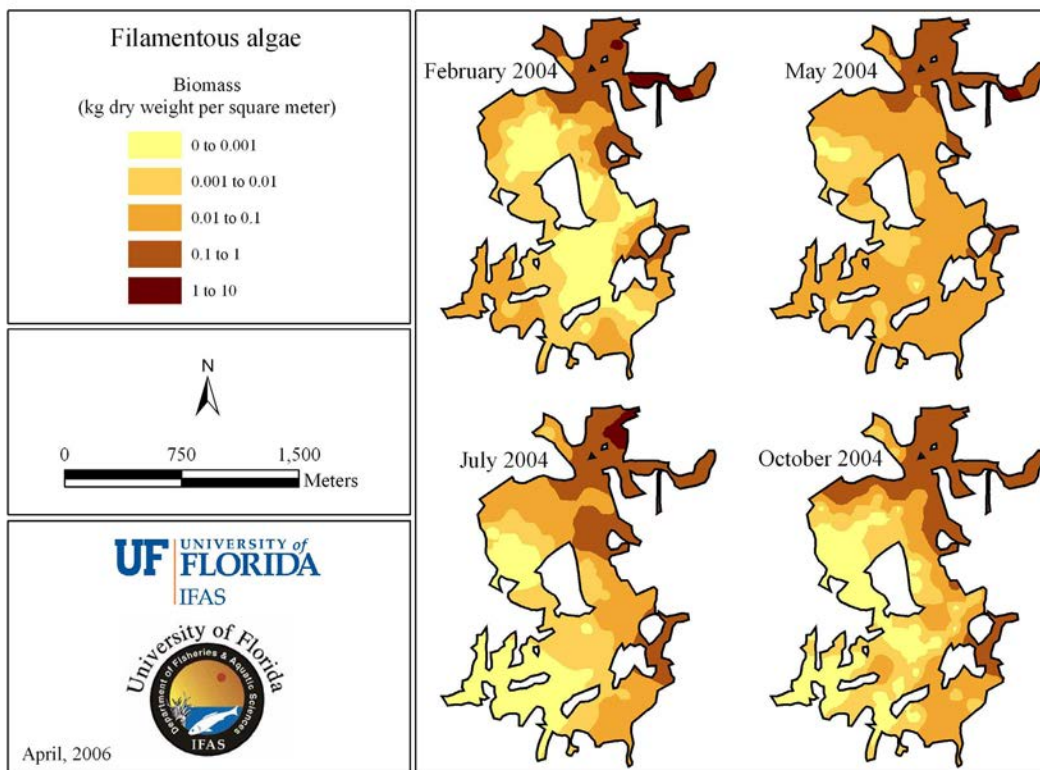 Filamentous algae
Biomass
(kg dry weight per square meter)
0 to 0.001
0.001 to 0.01
0.01 to 0.1
0.1 to 1
1 to 10
N
0 750 1,500
Meters
UF UNIVERSITY of
FLORIDA
IFAS
University of Florida
Department of Fisheries & Aquatic Sciences
IFAS
April, 2006
February 2004
May 2004
July 2004
October 2004